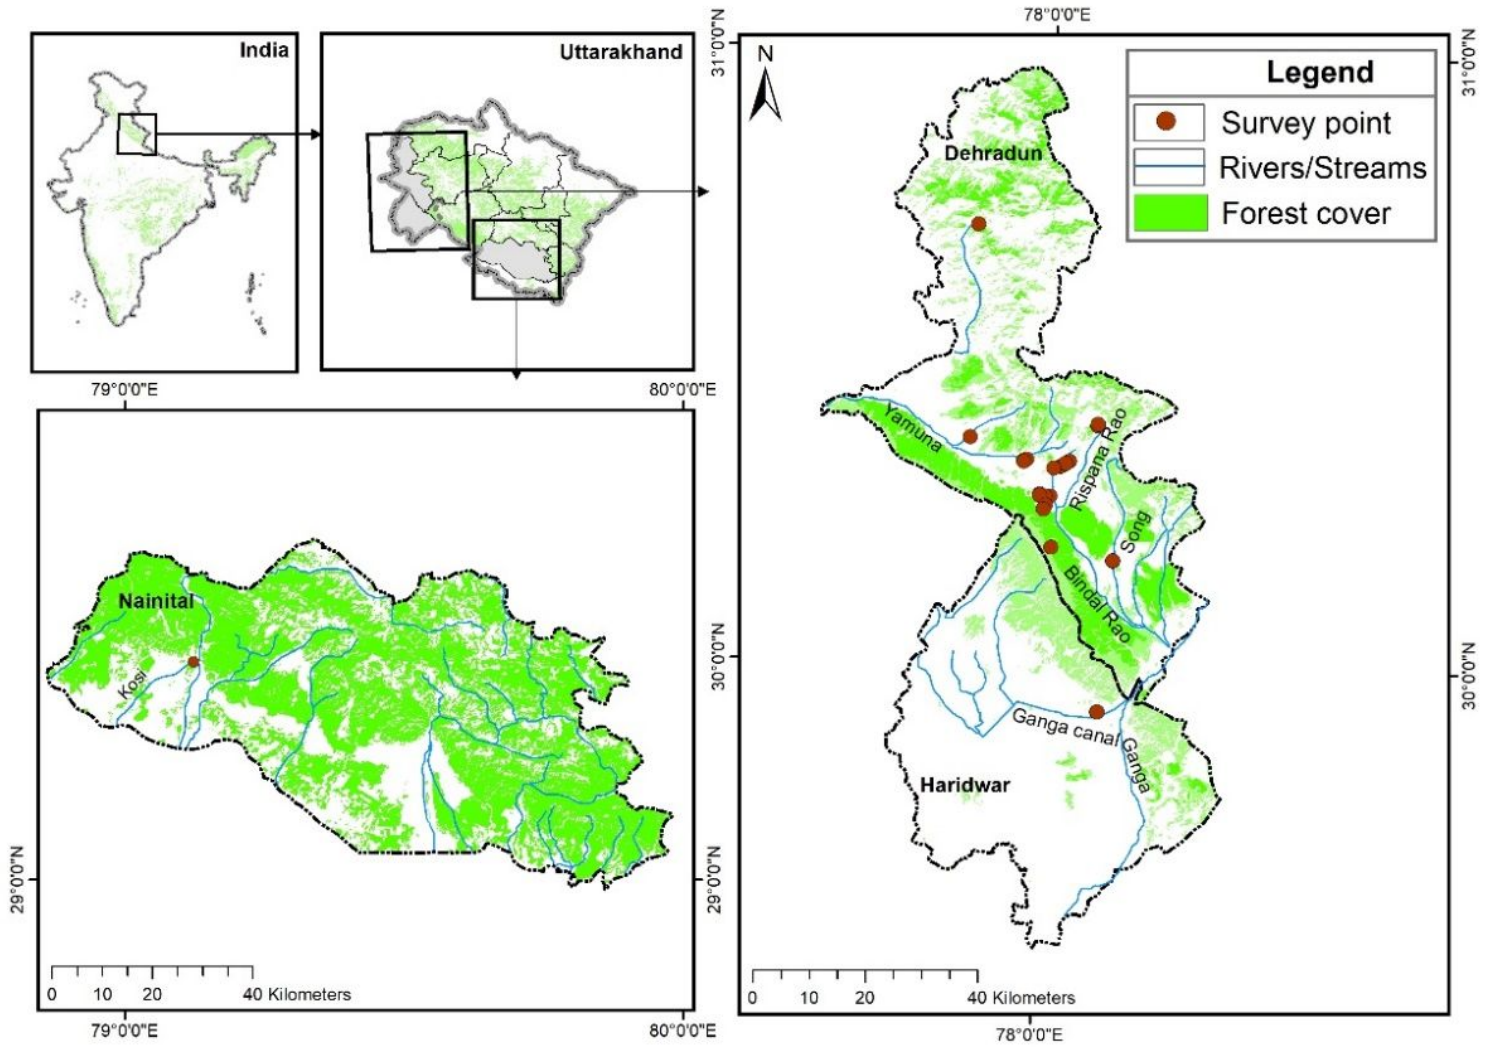 India
Uttarakhand
78°0'0"E
31°0'0"N
31°0'0"N
N
Legend
Survey point
Rivers/Streams
Forest cover
Dehradun
Yamuna
Rispana Rao
Song
Bindal Rao
Ganga canal
Ganga
Haridwar
30°0'0"N
30°0'0"N
0 10 20 40 Kilometers
78°0'0"E
79°0'0"E
80°0'0"E
Nainital
Kosi
29°0'0"N
29°0'0"N
0 10 20 40 Kilometers
79°0'0"E
80°0'0"E